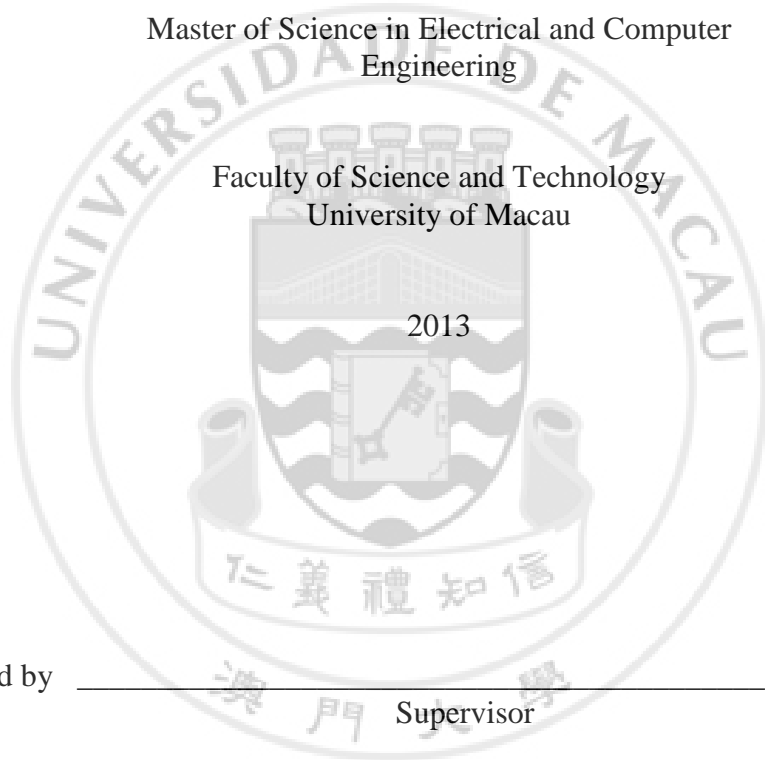 Master of Science in Electrical and Computer
Engineering
UNIVERSIDADE DE MACAU
Faculty of Science and Technology
University of Macau
2013
仁義禮知信
d by
Supervisor
澳門大學